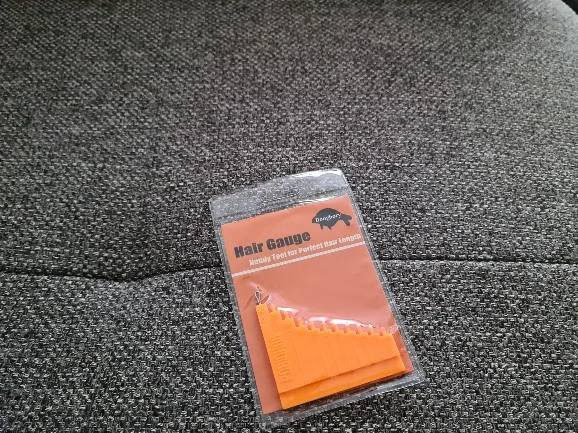 Hair Gauge
Handy Tool for Perfect Hair Length